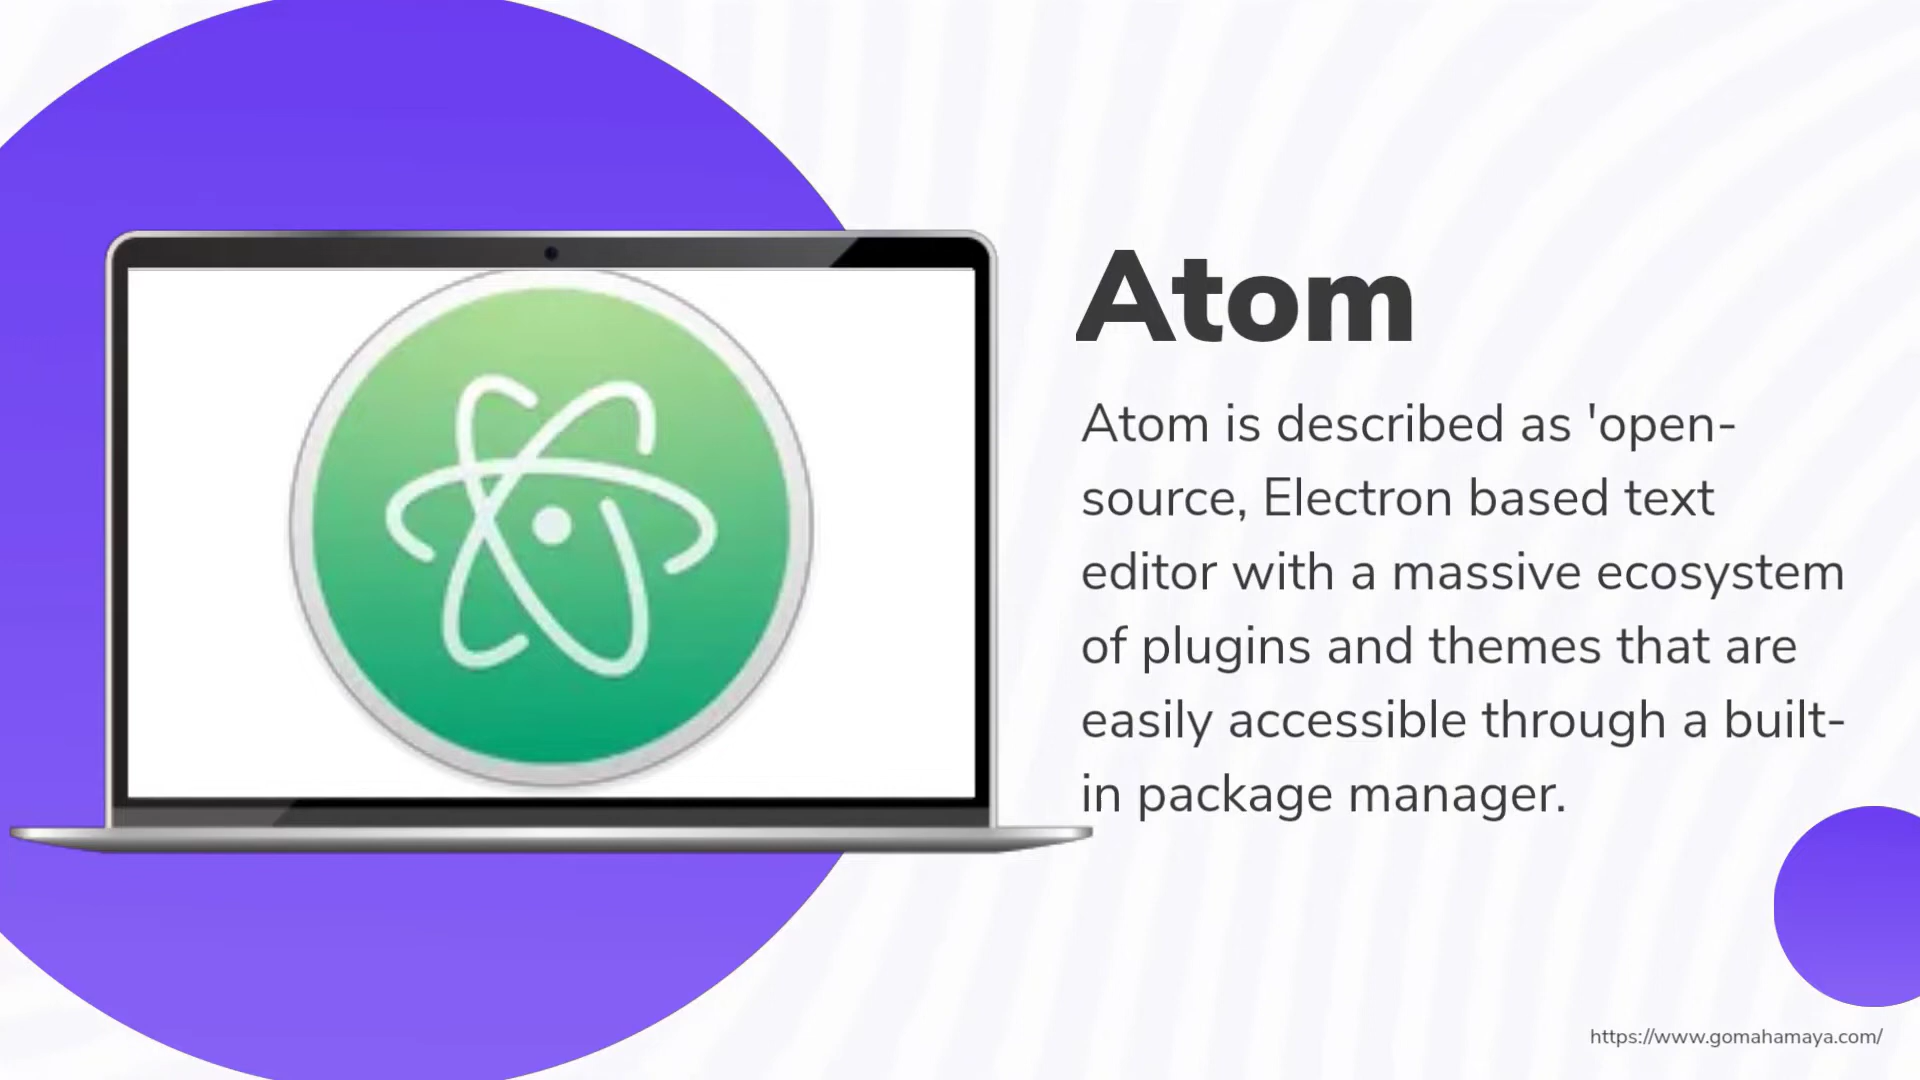 Atom
Atom is described as 'open-
source, Electron based text
editor with a massive ecosystem
of plugins and themes that are
easily accessible through a built-
in package manager.
https://www.gomahamaya.com/